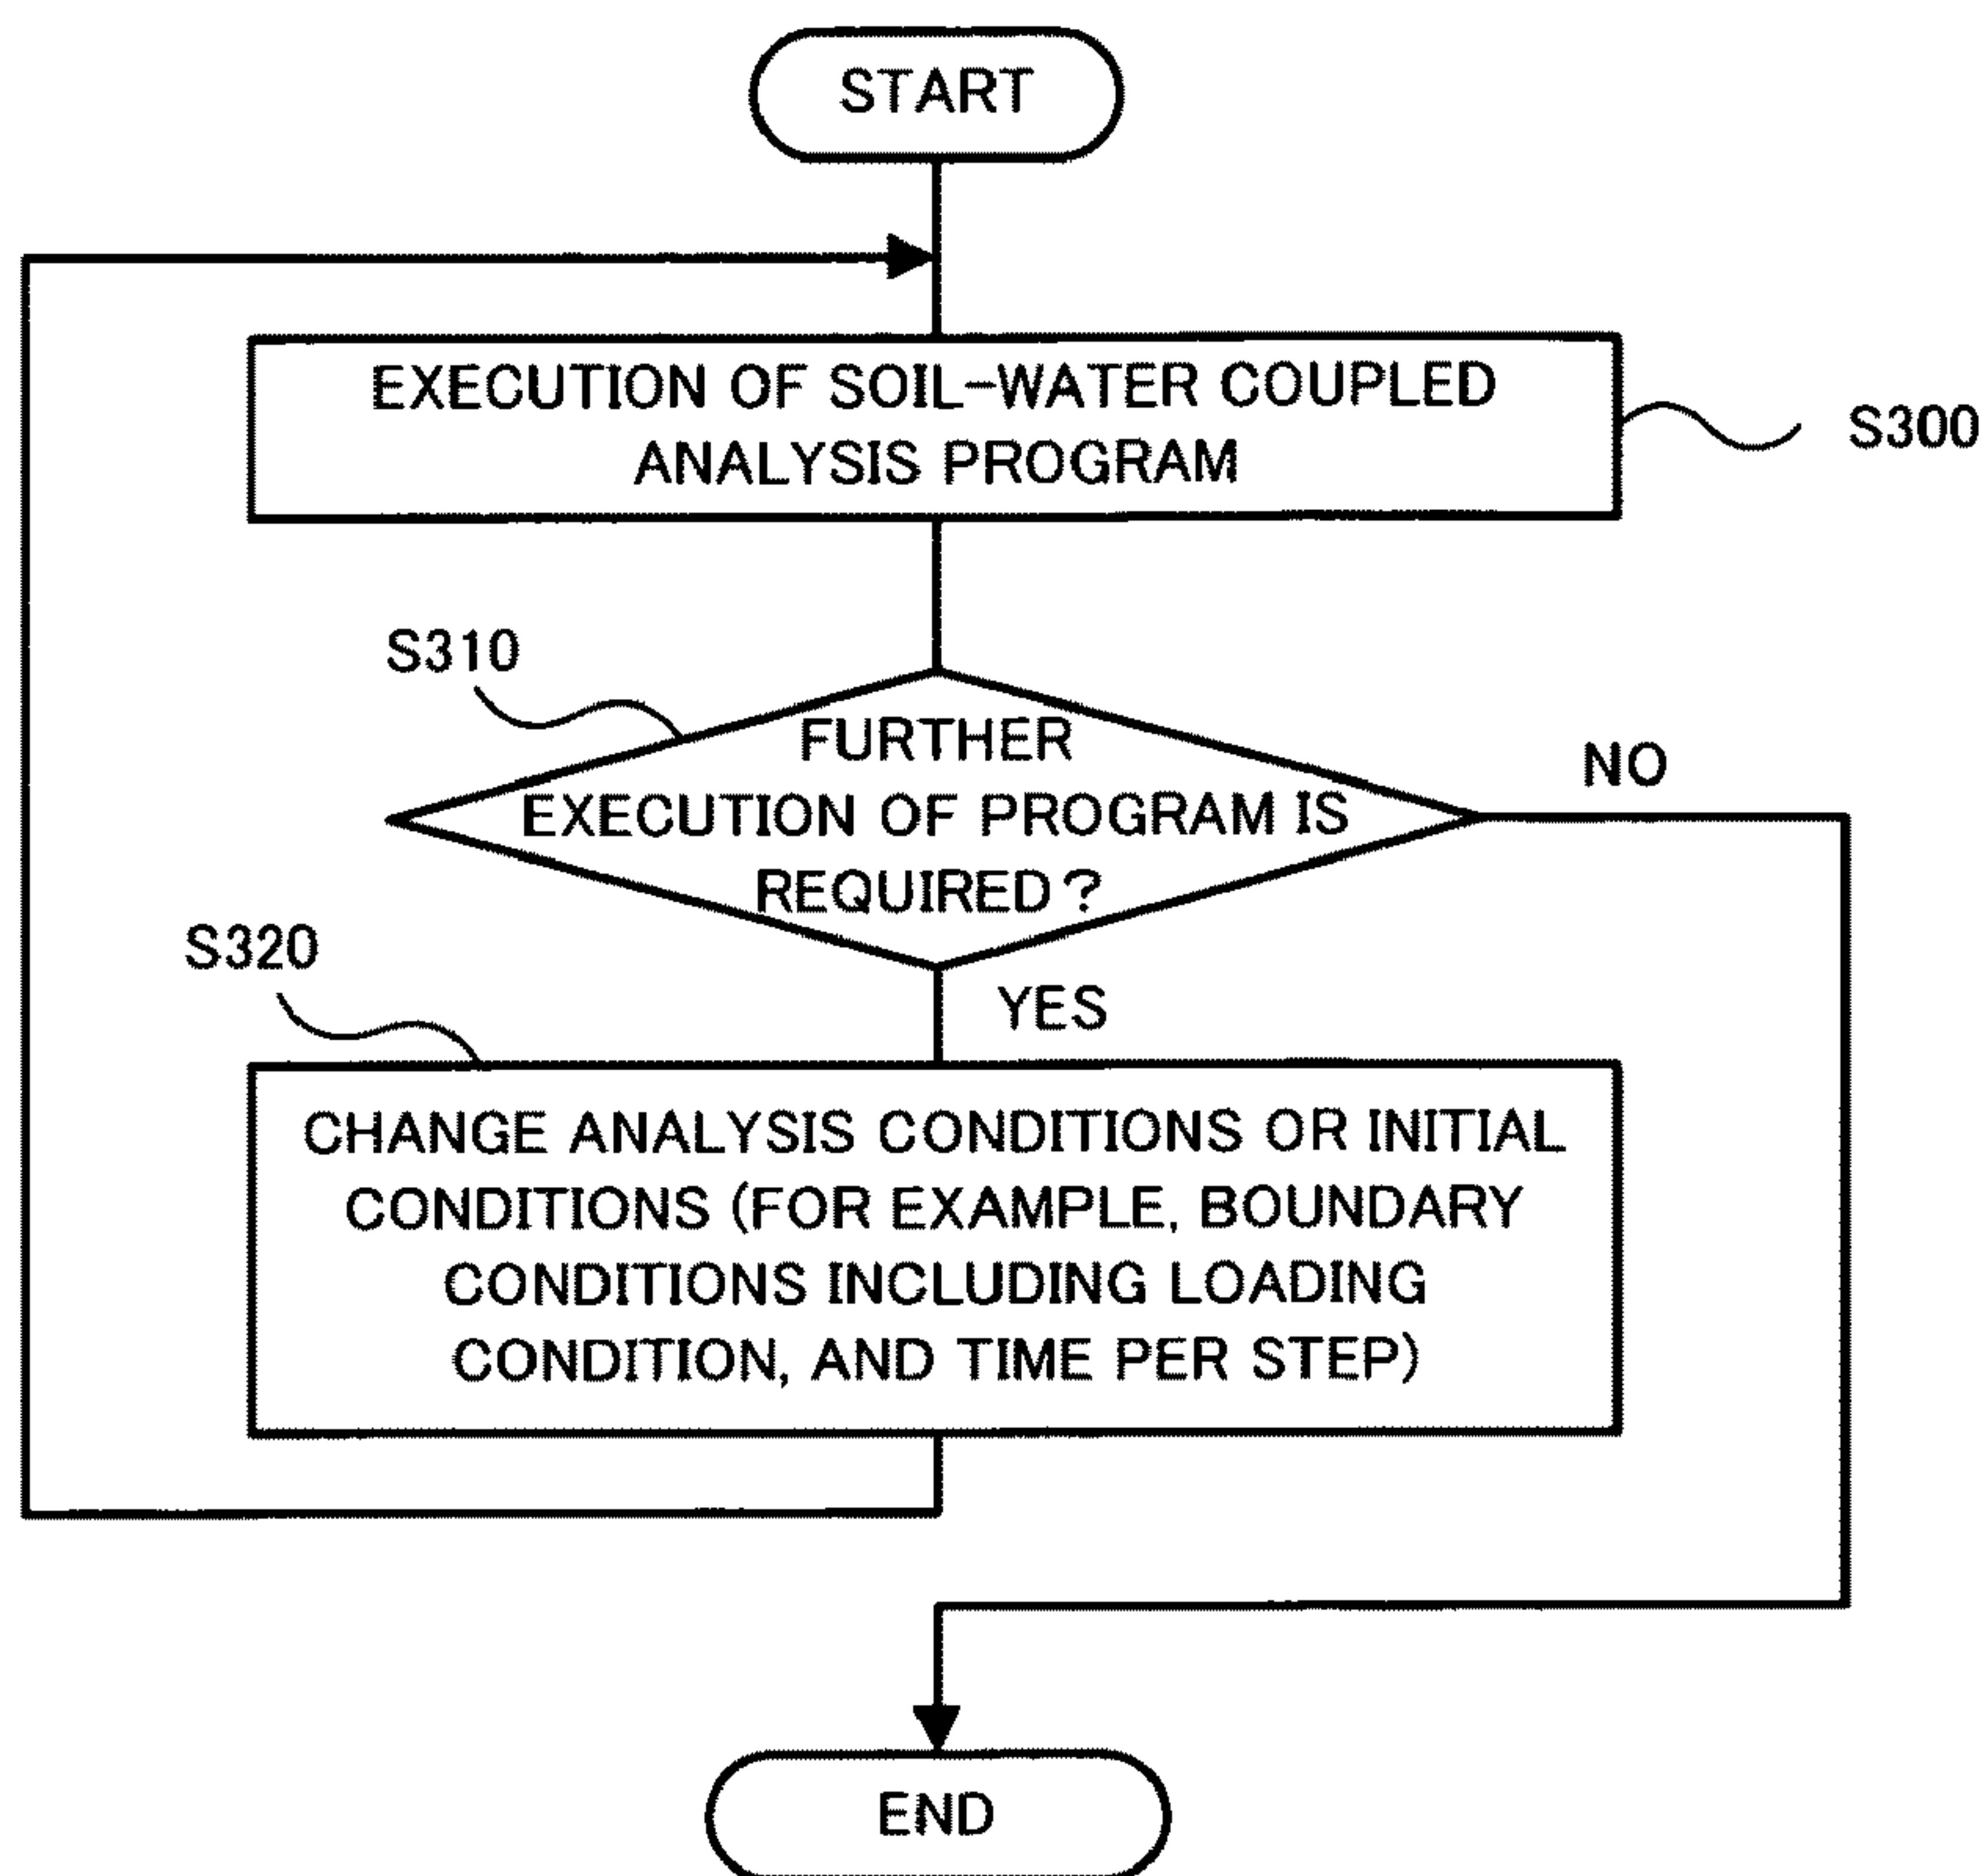 START
EXECUTION OF SOIL-WATER COUPLED
ANALYSIS PROGRAM
S300
S310
FURTHER
EXECUTION OF PROGRAM IS
REQUIRED?
NO
S320
YES
CHANGE ANALYSIS CONDITIONS OR INITIAL
CONDITIONS (FOR EXAMPLE, BOUNDARY
CONDITIONS INCLUDING LOADING
CONDITION, AND TIME PER STEP)
END